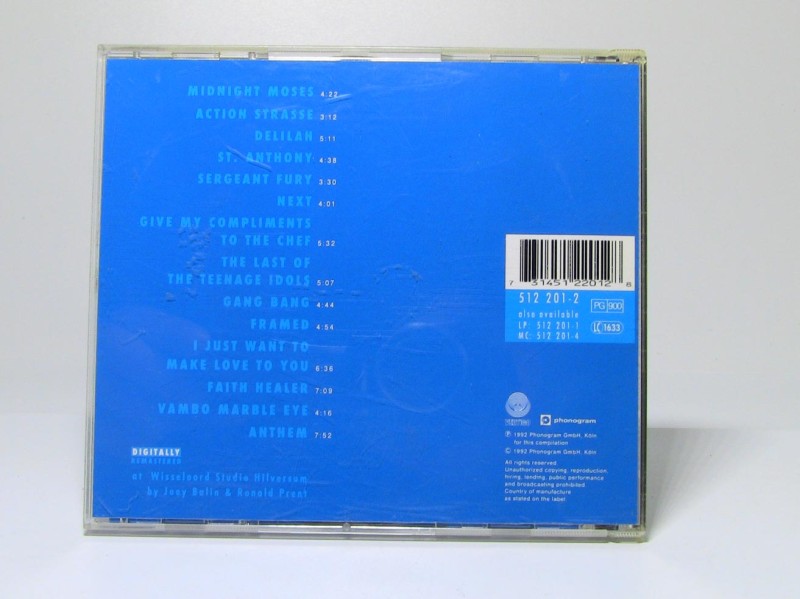 MIDNIGHT MOSES 4:22
ACTION STRASSE 3:12
DELILAH 5:11
ST. ANTHONY 4:38
SERGEANT FURY 3:30
NEXT 4:01
GIVE MY COMPLIMENTS
TO THE CHEF 5:32
THE LAST OF
THE TEENAGE IDOLS 5:07
GANG BANG 4:44
FRAMED 4:54
I JUST WANT TO
MAKE LOVE TO YOU 6:36
FAITH HEALER 7:09
VAMBO MARBLE EYE 4:16
ANTHEM 7:52
DIGITALLY
REMASTERED
at Wisseloord Studio Hilversum
by Jony Balin & Ronald Prent
7 31451 22012 8
512 201-2
also available
LP: 512 201-1
MC: 512 201-4
PG 900
LC 1633
vertigo
phonogram
Ⓟ 1992 Phonogram GmbH, Köln
for this compilation
© 1992 Phonogram GmbH, Köln
All rights reserved
Unauthorized copying, reproduction,
hiring, lending, public performance
and broadcasting prohibited
Country of manufacture
as stated on the label